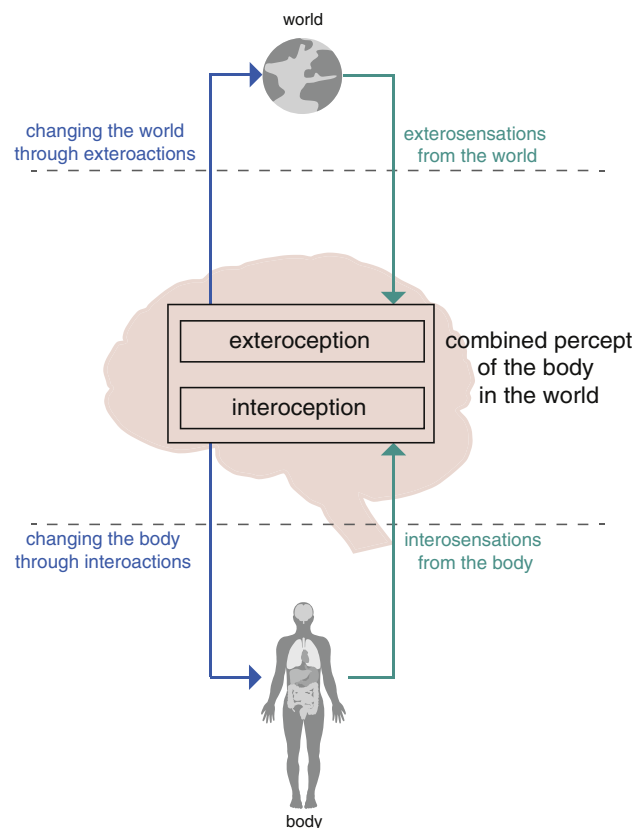 world
changing the world
through exteroactions
exterosensations
from the world
exteroception
interoception
combined percept
of the body
in the world
changing the body
through interoactions
interosensations
from the body
body